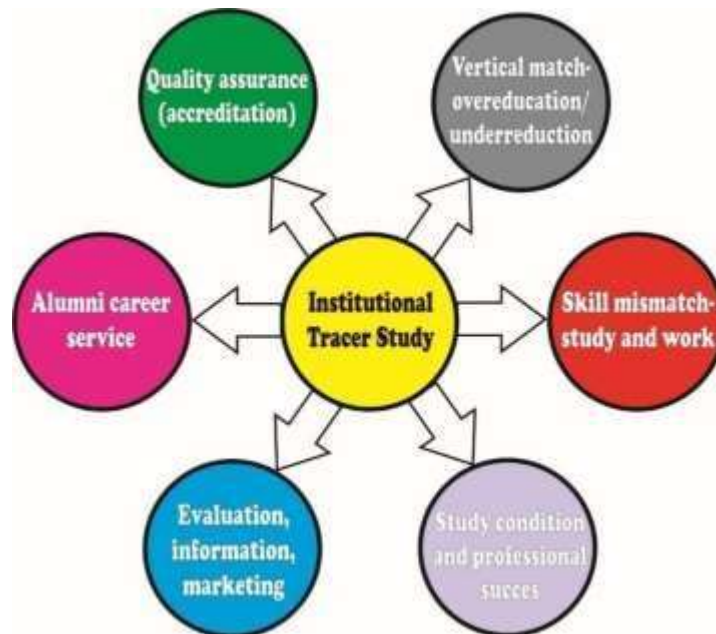 Quality assurance
(accreditation)
Vertical match-
overeducation/
underreduction
Alumni career
service
Institutional
Tracer Study
Skill mismatch-
study and work
Evaluation,
information,
marketing
Study condition
and professional
succes